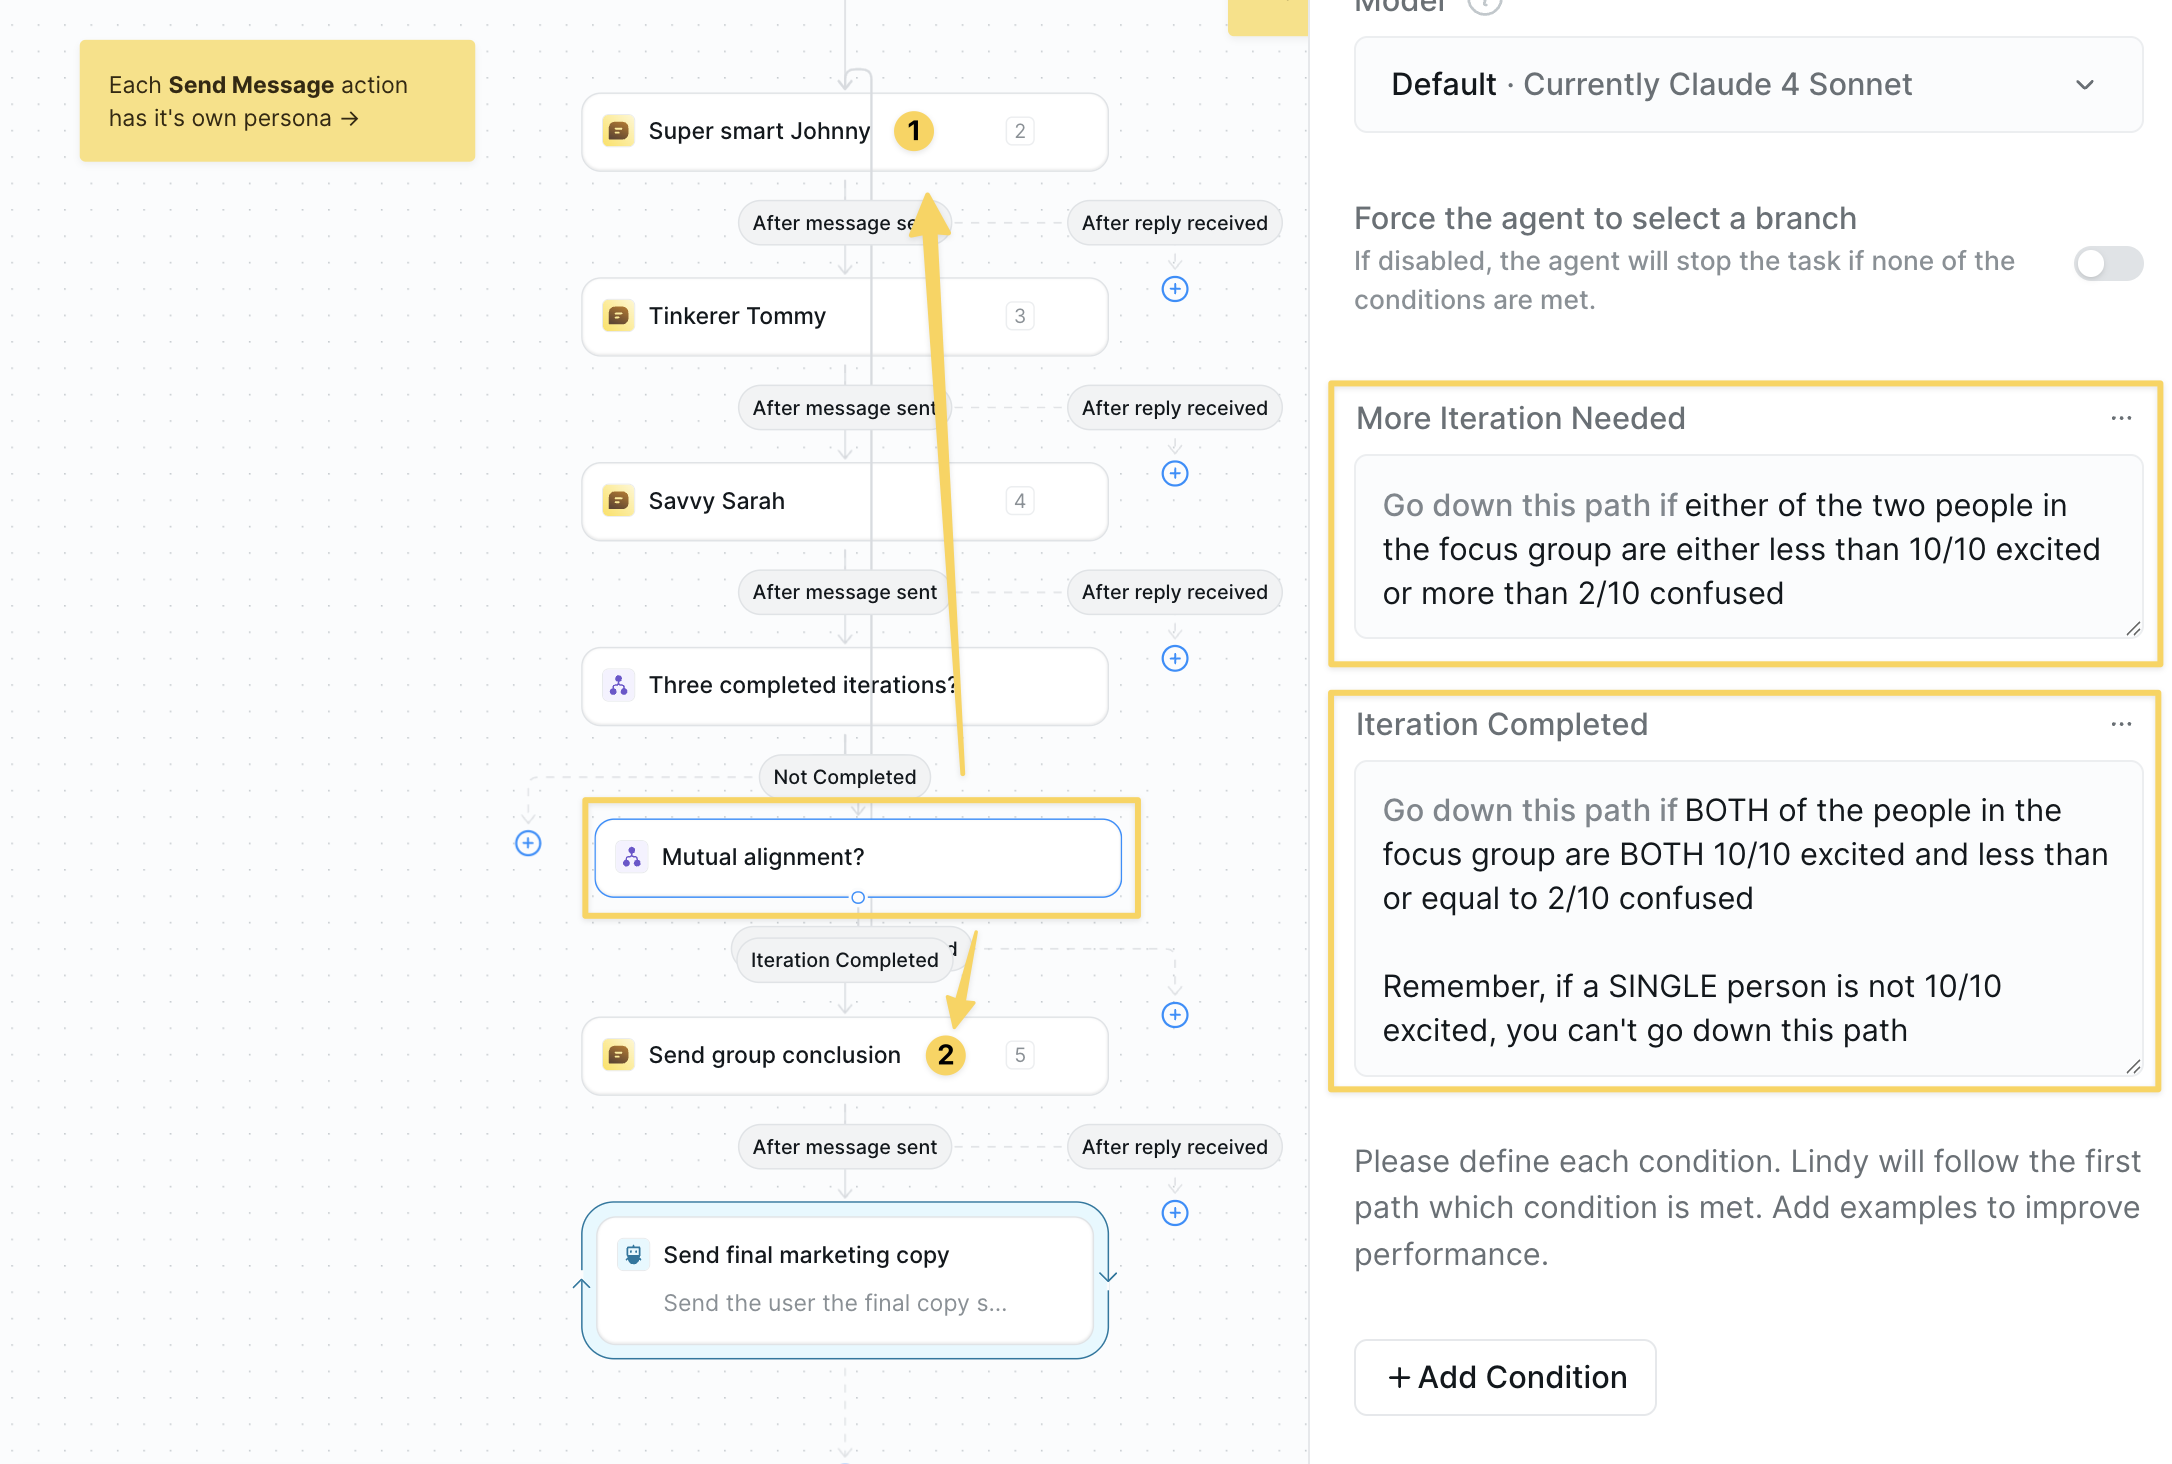 Each Send Message action
has it's own persona →
Super smart Johnny
1
2
After message se
After reply received
Tinkerer Tommy
3
After message sent
After reply received
Savvy Sarah
4
After message sent
After reply received
Three completed iterations?
Not Completed
Mutual alignment?
Iteration Completed
d
Send group conclusion
2
5
After message sent
After reply received
Send final marketing copy
Send the user the final copy s...
Model
Default · Currently Claude 4 Sonnet
Force the agent to select a branch
If disabled, the agent will stop the task if none of the
conditions are met.
More Iteration Needed
...
Go down this path if either of the two people in
the focus group are either less than 10/10 excited
or more than 2/10 confused
Iteration Completed
...
Go down this path if BOTH of the people in the
focus group are BOTH 10/10 excited and less than
or equal to 2/10 confused
Remember, if a SINGLE person is not 10/10
excited, you can't go down this path
Please define each condition. Lindy will follow the first
path which condition is met. Add examples to improve
performance.
+ Add Condition